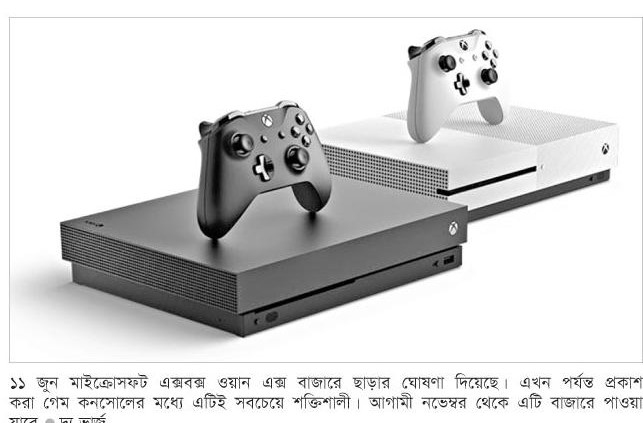 ১১ জুন মাইক্রোসফট এক্সবক্স ওয়ান এক্স বাজারে ছাড়ার ঘোষণা দিয়েছে। এখন পর্যন্ত প্রকাশ
করা গেম কনসোলের মধ্যে এটিই সবচেয়ে শক্তিশালী। আগামী নভেম্বর থেকে এটি বাজারে পাওয়া